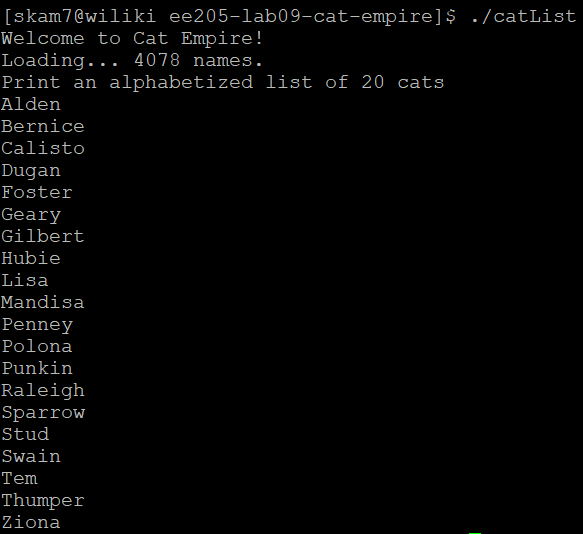 [skam7@wiliki ee205-lab09-cat-empire]$ ./catList
Welcome to Cat Empire!
Loading... 4078 names.
Print an alphabetized list of 20 cats
Alden
Bernice
Calisto
Dugan
Foster
Geary
Gilbert
Hubie
Lisa
Mandisa
Penney
Polona
Punkin
Raleigh
Sparrow
Stud
Swain
Tem
Thumper
Ziona